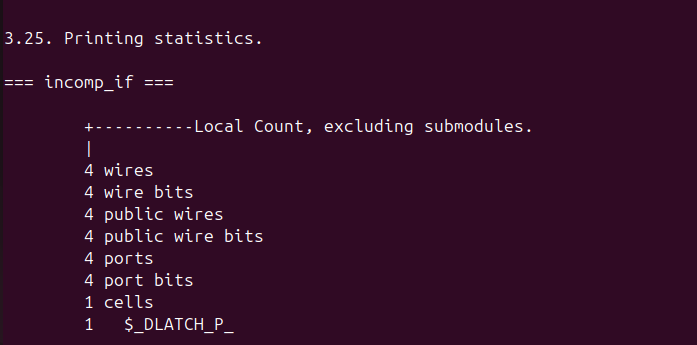 3.25. Printing statistics.
=== incomp_if ===
+----------Local Count, excluding submodules.
|
4 wires
4 wire bits
4 public wires
4 public wire bits
4 ports
4 port bits
1 cells
1   $_DLATCH_P_